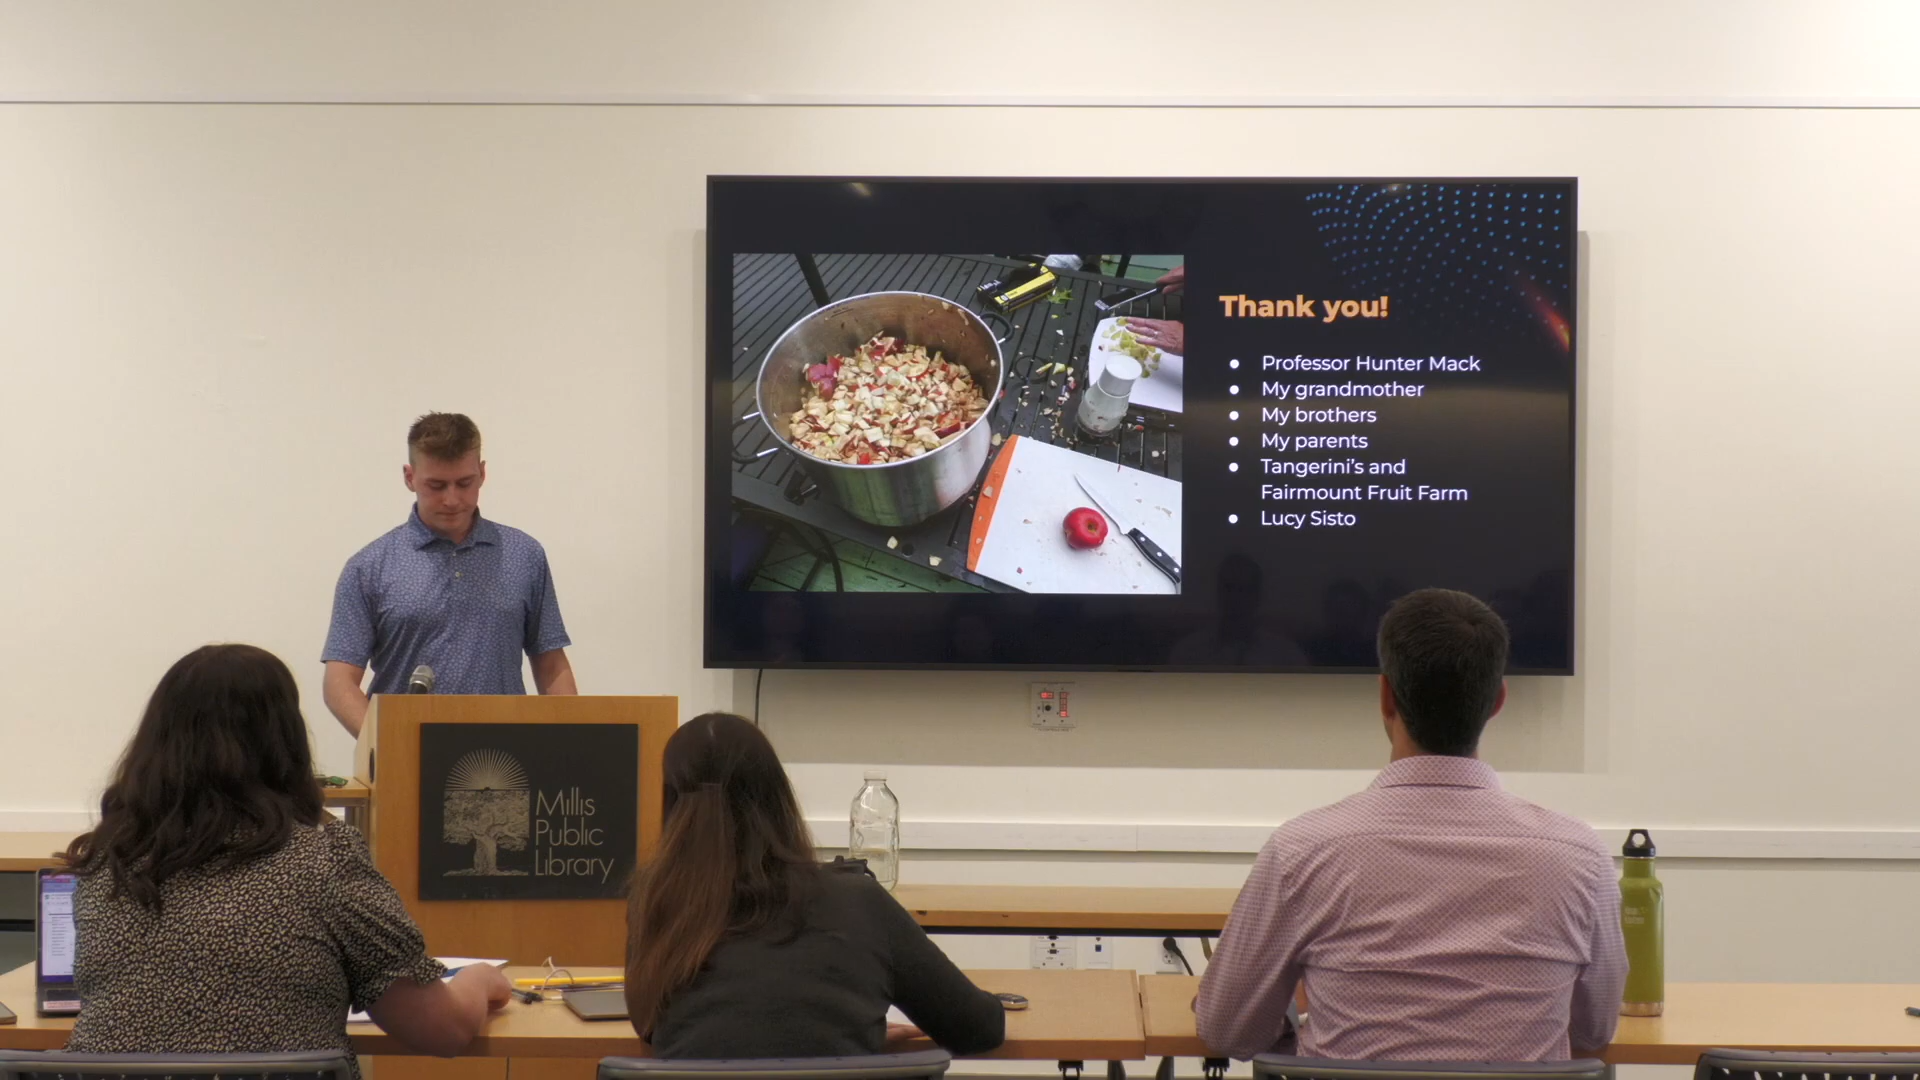 Thank you!
● Professor Hunter Mack
● My grandmother
● My brothers
● My parents
● Tangerini's and
Fairmount Fruit Farm
● Lucy Sisto
Millis
Public
Library